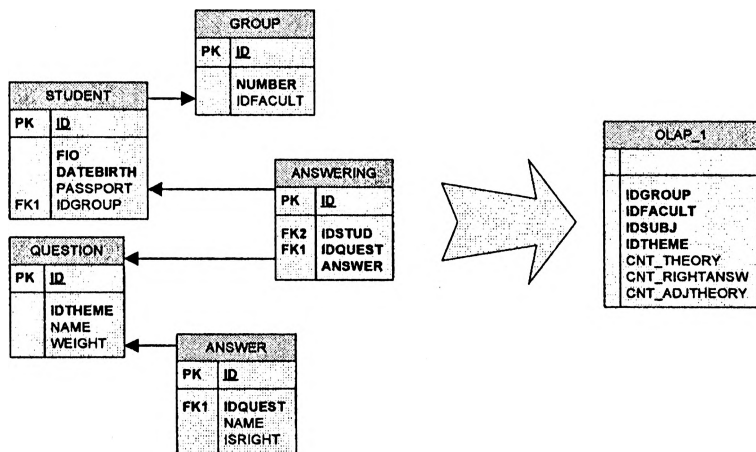 GROUP
PK ID
NUMBER
IDFACULT
STUDENT
PK ID
FIO
DATEBIRTH
PASSPORT
FK1 IDGROUP
ANSWERING
PK ID
FK2 IDSTUD
FK1 IDQUEST
ANSWER
QUESTION
PK ID
IDTHEME
NAME
WEIGHT
ANSWER
PK ID
FK1 IDQUEST
NAME
ISRIGHT
OLAP_1
IDGROUP
IDFACULT
IDSUBJ
IDTHEME
CNT_THEORY
CNT_RIGHTANSW
CNT_ADJTHEORY